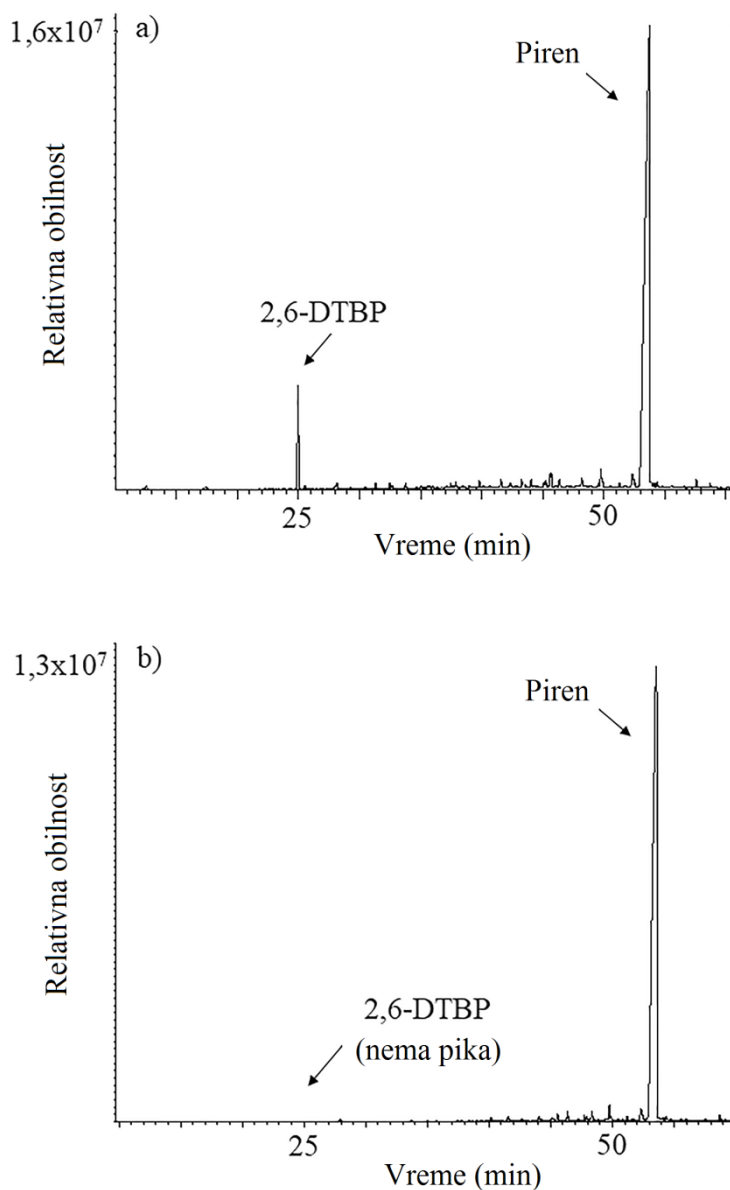 1,6x10⁷
a)
Piren
Relativna obilnost
2,6-DTBP
25
50
Vreme (min)
1,3x10⁷
b)
Piren
Relativna obilnost
2,6-DTBP
(nema pika)
25
50
Vreme (min)